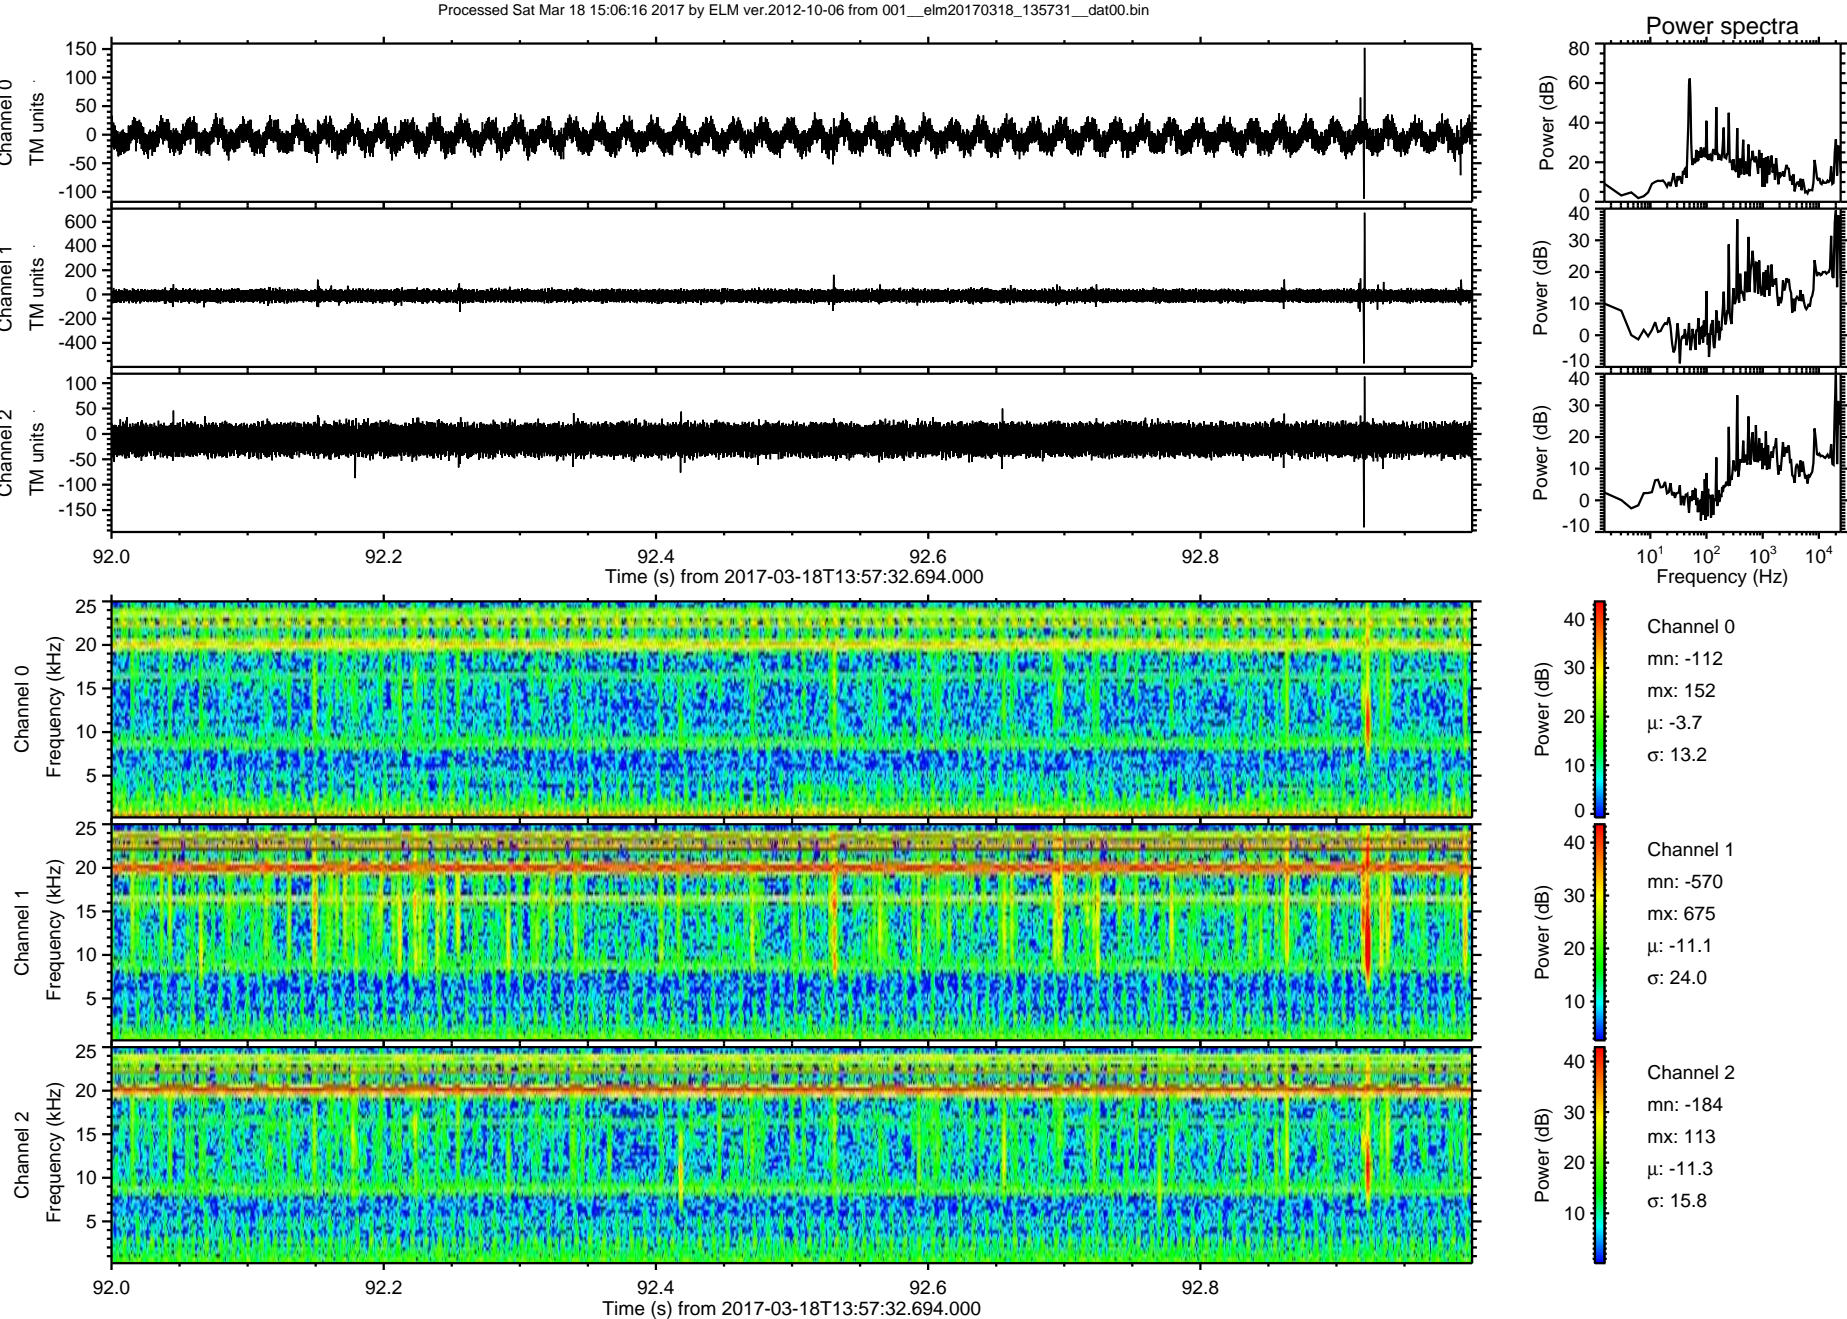 Processed Sat Mar 18 15:06:16 2017 by ELM ver.2012-10-06 from 001__elm20170318_135731__dat00.bin
Power spectra
Channel 0
TM units
150
100
50
0
-50
-100
Power (dB)
80
60
40
20
0
Channel 1
TM units
600
400
200
0
-200
-400
Power (dB)
40
30
20
10
0
-10
Channel 2
TM units
100
50
0
-50
-100
-150
Power (dB)
40
30
20
10
0
-10
92.0 92.2 92.4 92.6 92.8
Time (s) from 2017-03-18T13:57:32.694.000
10¹ 10² 10³ 10⁴
Frequency (Hz)
Channel 0
Frequency (kHz)
25
20
15
10
5
Power (dB)
40
30
20
10
0
Channel 0
mn: -112
mx: 152
μ: -3.7
σ: 13.2
Channel 1
Frequency (kHz)
25
20
15
10
5
Power (dB)
40
30
20
10
Channel 1
mn: -570
mx: 675
μ: -11.1
σ: 24.0
Channel 2
Frequency (kHz)
25
20
15
10
5
Power (dB)
40
30
20
10
Channel 2
mn: -184
mx: 113
μ: -11.3
σ: 15.8
92.0 92.2 92.4 92.6 92.8
Time (s) from 2017-03-18T13:57:32.694.000